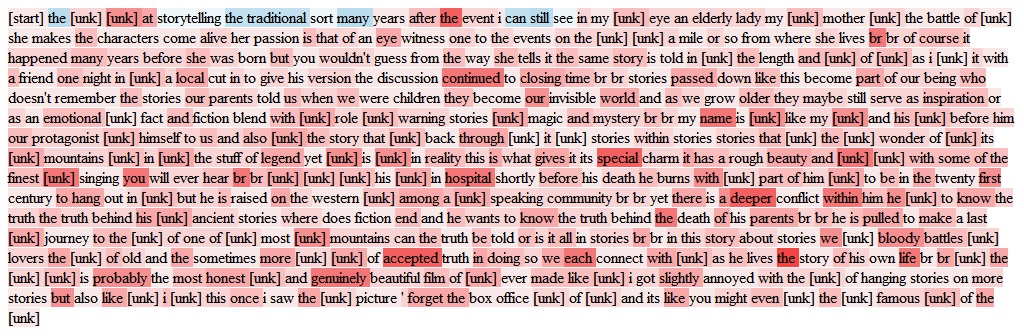 [start] the [unk] [unk] at storytelling the traditional sort many years after the event i can still see in my [unk] eye an elderly lady my [unk] mother [unk] the battle of [unk]
she makes the characters come alive her passion is that of an eye witness one to the events on the [unk] [unk] a mile or so from where she lives br br of course it
happened many years before she was born but you wouldn't guess from the way she tells it the same story is told in [unk] the length and [unk] of [unk] as i [unk] it with
a friend one night in [unk] a local cut in to give his version the discussion continued to closing time br br stories passed down like this become part of our being who
doesn't remember the stories our parents told us when we were children they become our invisible world and as we grow older they maybe still serve as inspiration or
as an emotional [unk] fact and fiction blend with [unk] role [unk] warning stories [unk] magic and mystery br br my name is [unk] like my [unk] and his [unk] before him
our protagonist [unk] himself to us and also [unk] the story that [unk] back through [unk] it [unk] stories within stories stories that [unk] the [unk] wonder of [unk] its
[unk] mountains [unk] in [unk] the stuff of legend yet [unk] is [unk] in reality this is what gives it its special charm it has a rough beauty and [unk] [unk] with some of the
finest [unk] singing you will ever hear br br [unk] [unk] [unk] his [unk] in hospital shortly before his death he burns with [unk] part of him [unk] to be in the twenty first
century to hang out in [unk] but he is raised on the western [unk] among a [unk] speaking community br br yet there is a deeper conflict within him he [unk] to know the
truth the truth behind his [unk] ancient stories where does fiction end and he wants to know the truth behind the death of his parents br br he is pulled to make a last
[unk] journey to the [unk] of one of [unk] most [unk] mountains can the truth be told or is it all in stories br br in this story about stories we [unk] bloody battles [unk]
lovers the [unk] of old and the sometimes more [unk] [unk] of accepted truth in doing so we each connect with [unk] as he lives the story of his own life br br [unk] the
[unk] [unk] is probably the most honest [unk] and genuinely beautiful film of [unk] ever made like [unk] i got slightly annoyed with the [unk] of hanging stories on more
stories but also like [unk] i [unk] this once i saw the [unk] picture ' forget the box office [unk] of [unk] and its like you might even [unk] the [unk] famous [unk] of the
[unk]